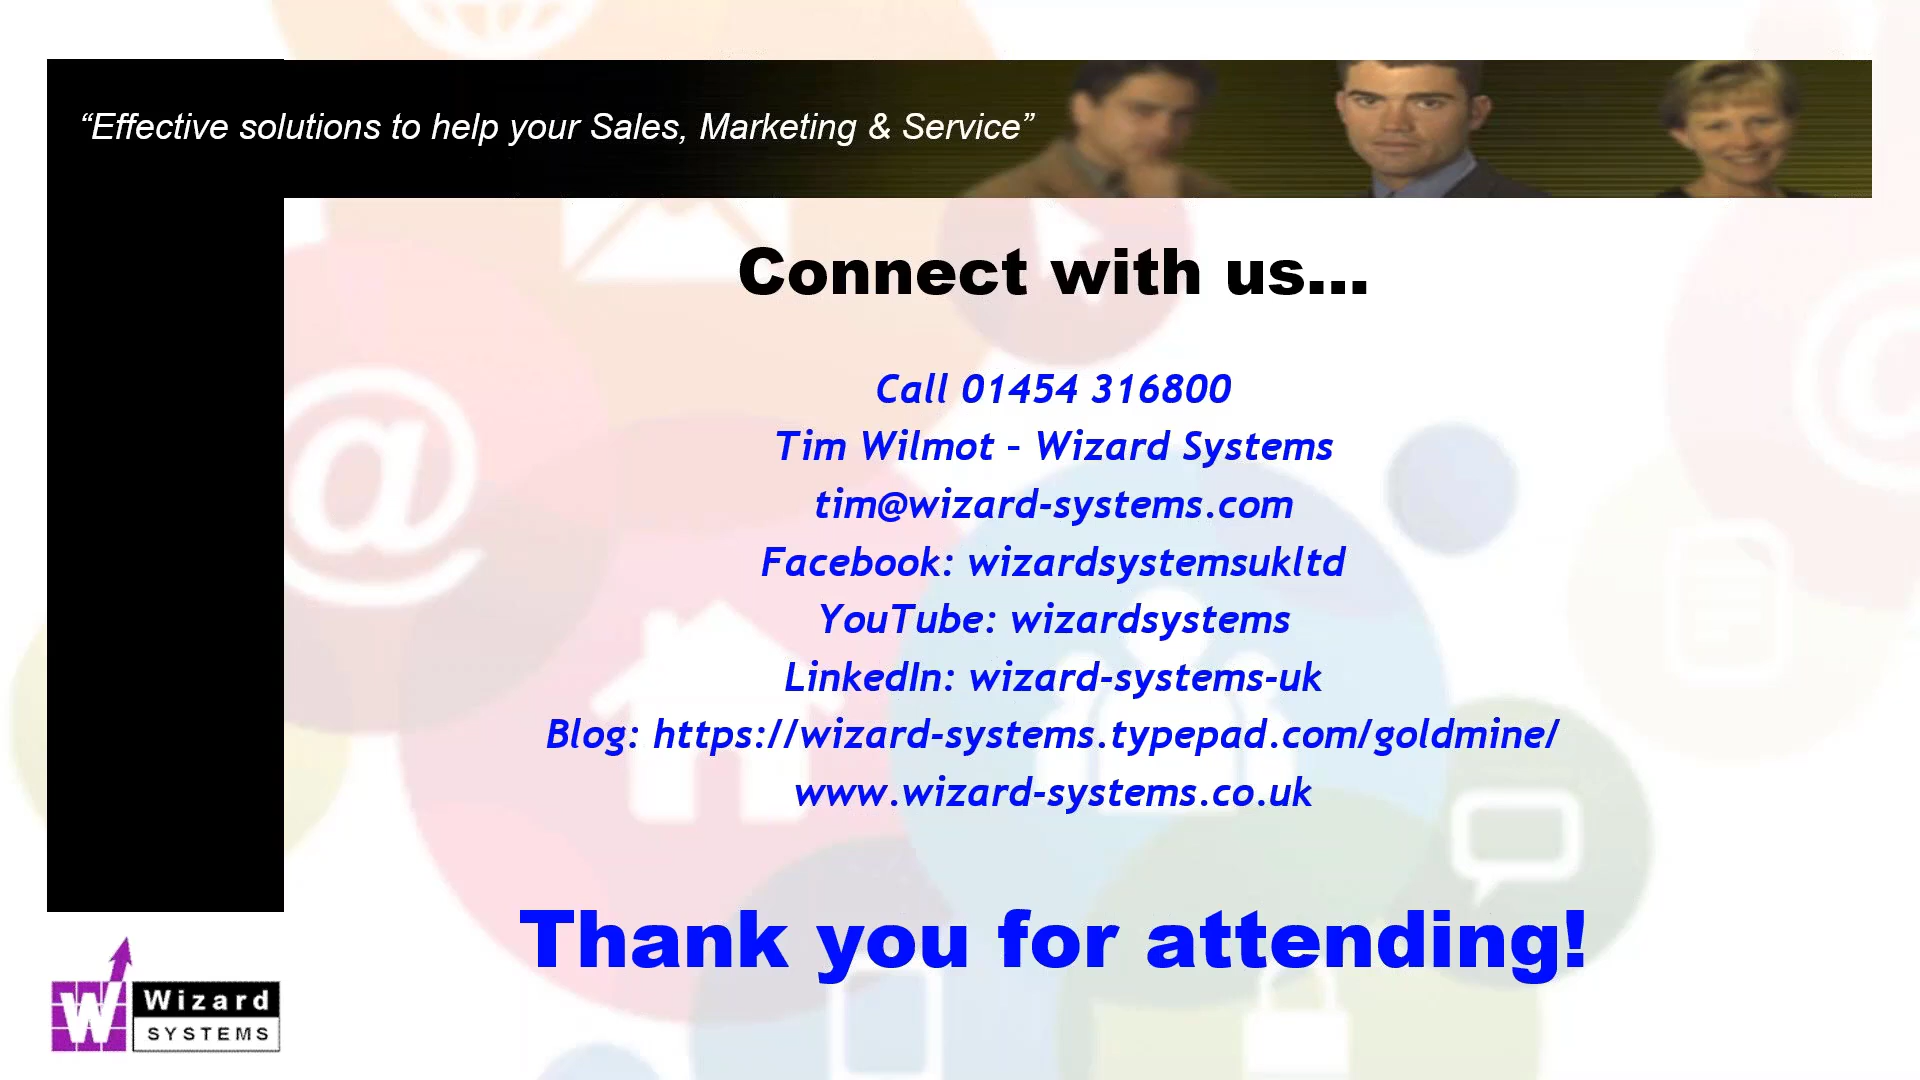 “Effective solutions to help your Sales, Marketing & Service”
Connect with us...
Call 01454 316800
Tim Wilmot – Wizard Systems
tim@wizard-systems.com
Facebook: wizardsystemsukltd
YouTube: wizardsystems
LinkedIn: wizard-systems-uk
Blog: https://wizard-systems.typepad.com/goldmine/
www.wizard-systems.co.uk
Thank you for attending!
W
Wizard
SYSTEMS